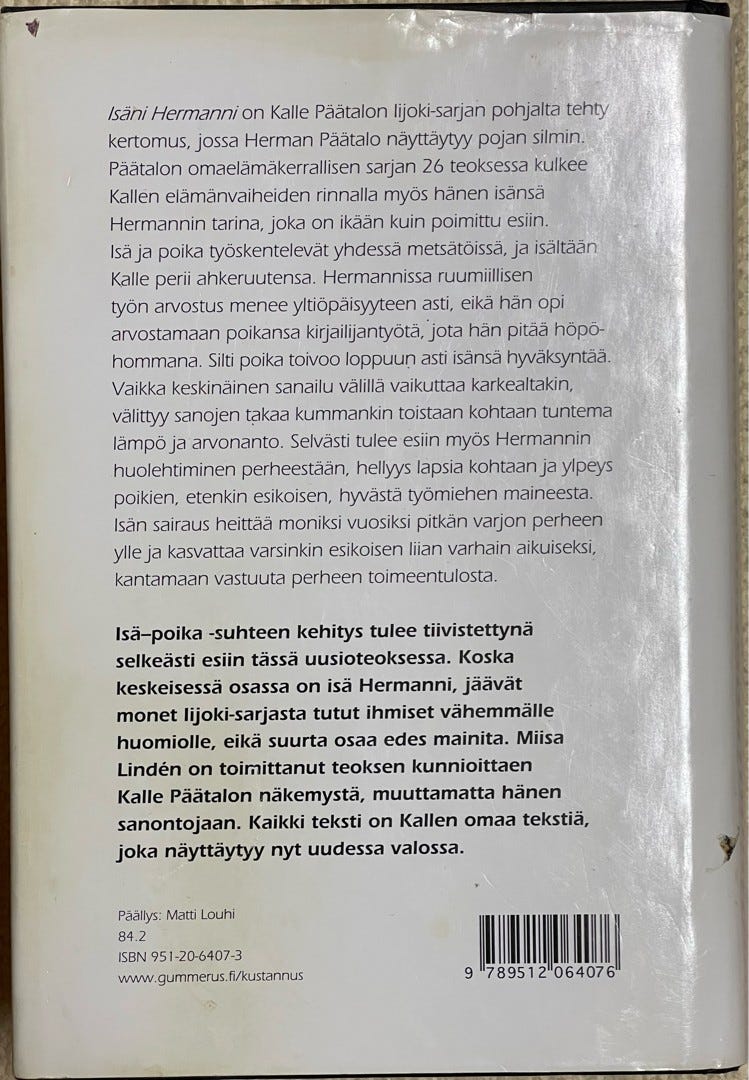 Isäni Hermanni on Kalle Päätalon Iijoki-sarjan pohjalta tehty
kertomus, jossa Herman Päätalo näyttäytyy pojan silmin.
Päätalon omaelämäkerrallisen sarjan 26 teoksessa kulkee
Kallen elämänvaiheiden rinnalla myös hänen isänsä
Hermannin tarina, joka on ikään kuin poimittu esiin.
Isä ja poika työskentelevät yhdessä metsätöissä, ja isältään
Kalle perii ahkeruutensa. Hermannissa ruumiillisen
työn arvostus menee yltiöpäisyyteen asti, eikä hän opi
arvostamaan poikansa kirjailijantyötä, jota hän pitää höpö-
hommana. Silti poika toivoo loppuun asti isänsä hyväksyntää.
Vaikka keskinäinen sanailu välillä vaikuttaa karkealtakin,
välittyy sanojen takaa kummankin toistaan kohtaan tuntema
lämpö ja arvonanto. Selvästi tulee esiin myös Hermannin
huolehtiminen perheestään, hellyys lapsia kohtaan ja ylpeys
poikien, etenkin esikoisen, hyvästä työmiehen maineesta.
Isän sairaus heittää moniksi vuosiksi pitkän varjon perheen
ylle ja kasvattaa varsinkin esikoisen liian varhain aikuiseksi,
kantamaan vastuuta perheen toimeentulosta.
Isä–poika -suhteen kehitys tulee tiivistettynä
selkeästi esiin tässä uusioteoksessa. Koska
keskeisessä osassa on isä Hermanni, jäävät
monet Iijoki-sarjasta tutut ihmiset vähemmälle
huomiolle, eikä suurta osaa edes mainita. Miisa
Lindén on toimittanut teoksen kunnioittaen
Kalle Päätalon näkemystä, muuttamatta hänen
sanontojaan. Kaikki teksti on Kallen omaa tekstiä,
joka näyttäytyy nyt uudessa valossa.
Päällys: Matti Louhi
84.2
ISBN 951-20-6407-3
www.gummerus.fi/kustannus
9 789512 064076